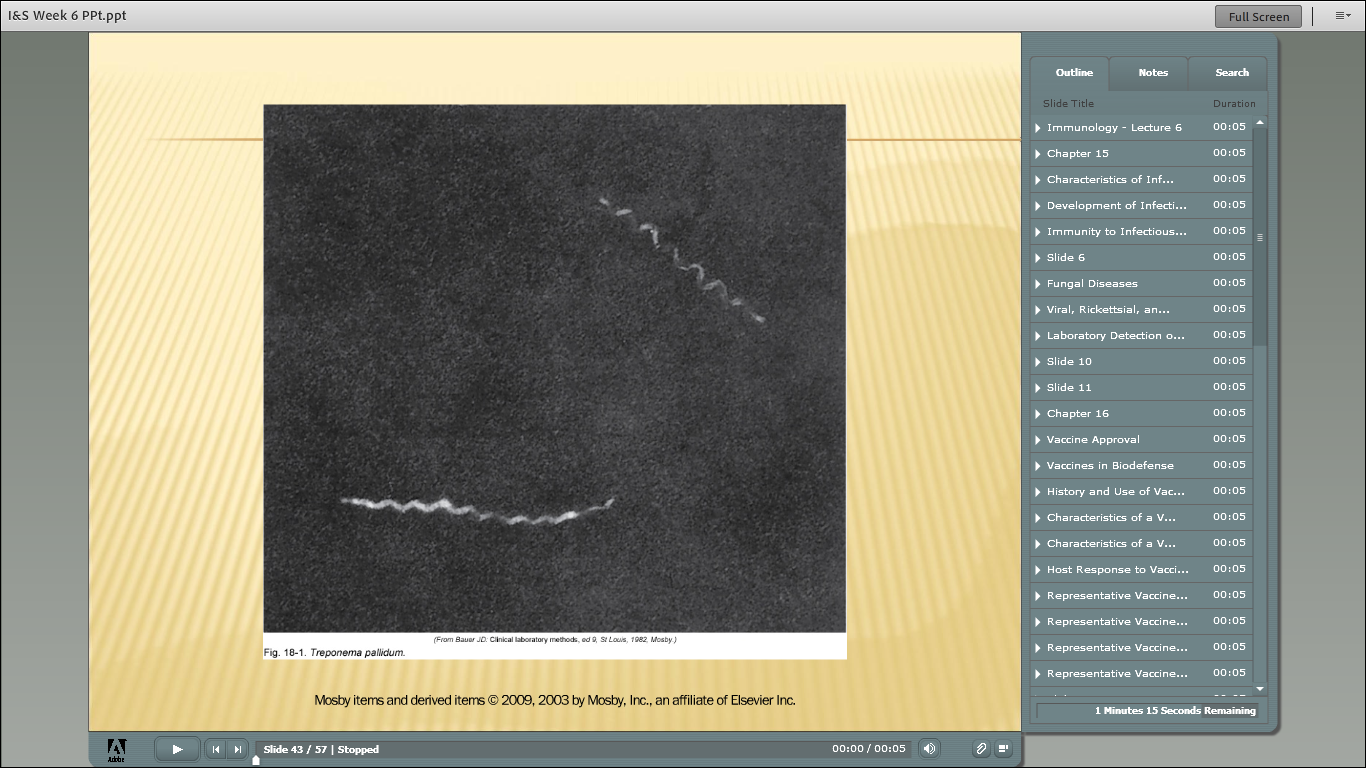 I&S Week 6 PPt.ppt
Full Screen
(From Bauer JD: Clinical laboratory methods, ed 9, St Louis, 1982, Mosby.)
Fig. 18-1. Treponema pallidum.
Mosby items and derived items © 2009, 2003 by Mosby, Inc., an affiliate of Elsevier Inc.
Outline Notes Search
Slide Title Duration
Immunology - Lecture 6 00:05
Chapter 15 00:05
Characteristics of Inf... 00:05
Development of Infecti... 00:05
Immunity to Infectious... 00:05
Slide 6 00:05
Fungal Diseases 00:05
Viral, Rickettsial, an... 00:05
Laboratory Detection o... 00:05
Slide 10 00:05
Slide 11 00:05
Chapter 16 00:05
Vaccine Approval 00:05
Vaccines in Biodefense 00:05
History and Use of Vac... 00:05
Characteristics of a V... 00:05
Characteristics of a V... 00:05
Host Response to Vacci... 00:05
Representative Vaccine... 00:05
Representative Vaccine... 00:05
Representative Vaccine... 00:05
Representative Vaccine... 00:05
1 Minutes 15 Seconds Remaining
Adobe
Slide 43 / 57 | Stopped 00:00 / 00:05